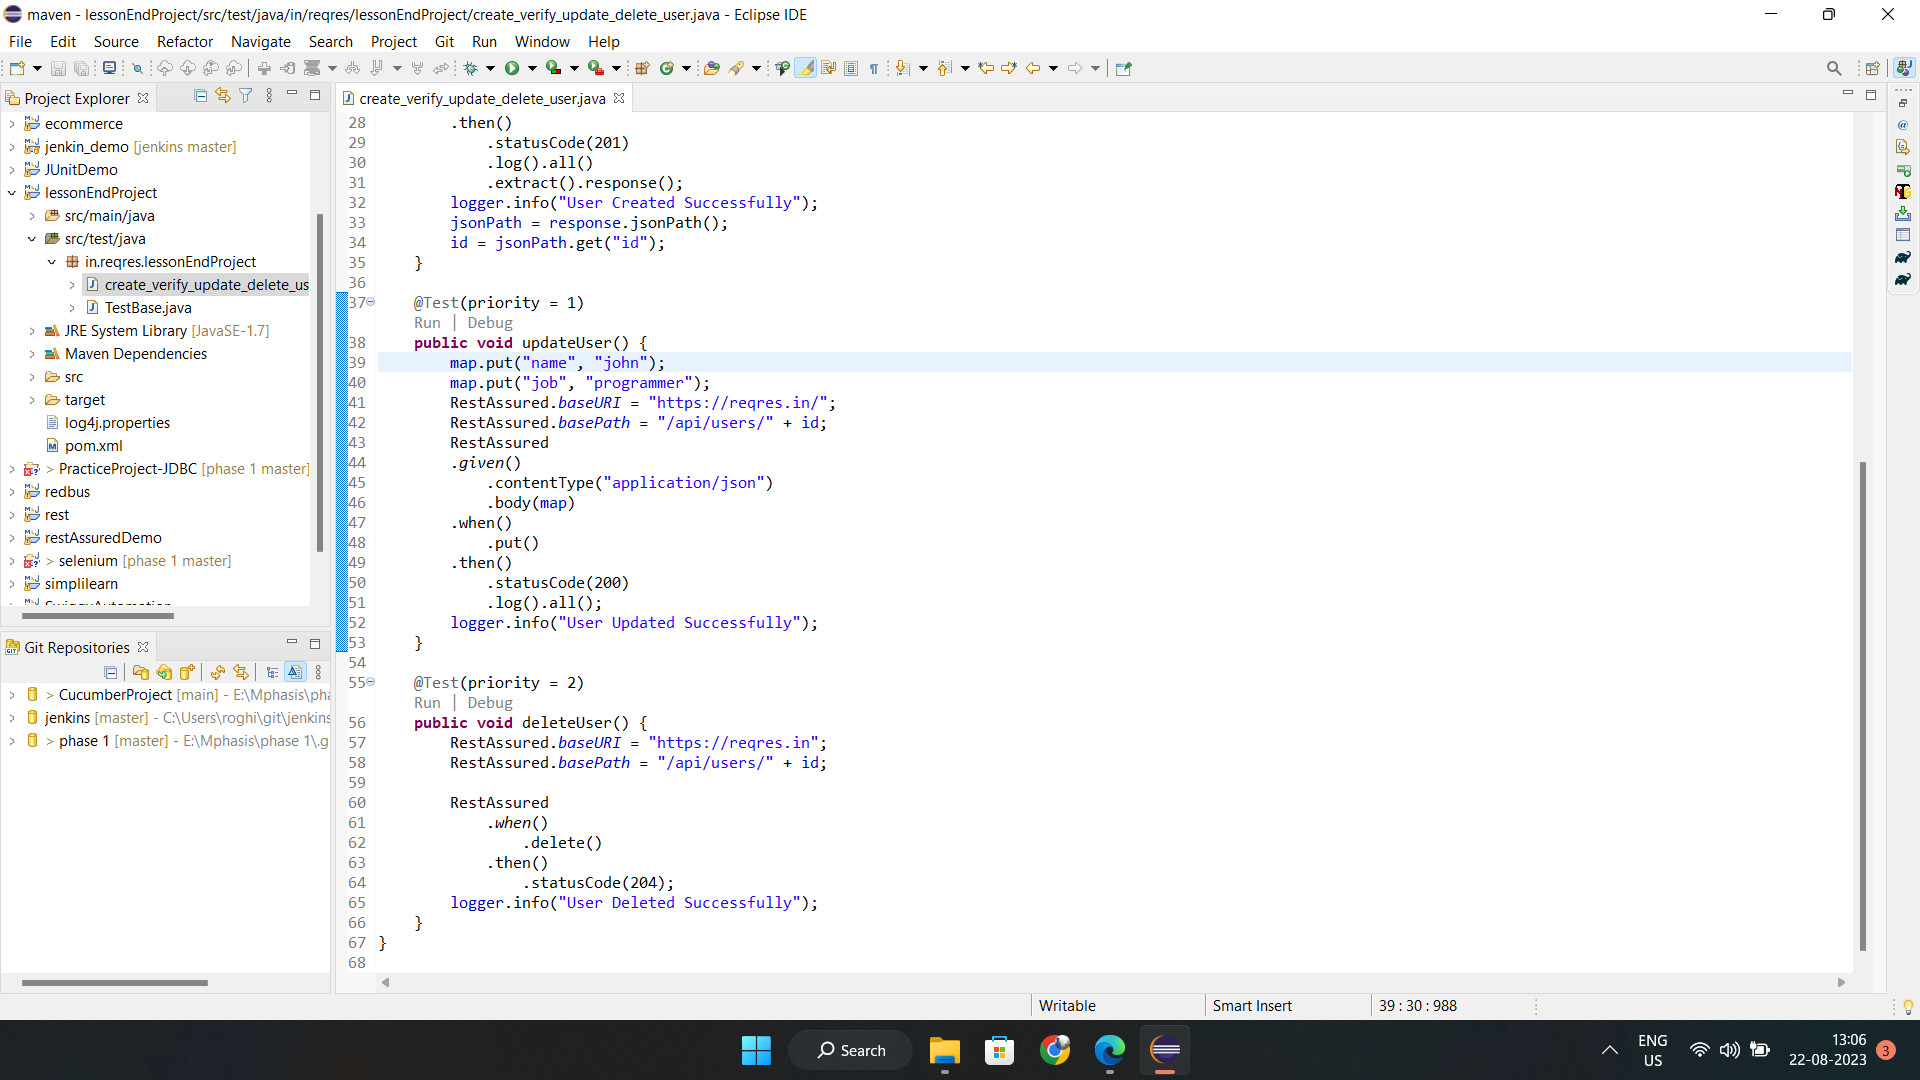 maven - lessonEndProject/src/test/java/in/reqres/lessonEndProject/create_verify_update_delete_user.java - Eclipse IDE
File Edit Source Refactor Navigate Search Project Git Run Window Help
Project Explorer
ecommerce
jenkin_demo [jenkins master]
JUnitDemo
lessonEndProject
src/main/java
src/test/java
in.reqres.lessonEndProject
create_verify_update_delete_us
TestBase.java
JRE System Library [JavaSE-1.7]
Maven Dependencies
src
target
log4j.properties
pom.xml
> PracticeProject-JDBC [phase 1 master]
redbus
rest
restAssuredDemo
> selenium [phase 1 master]
simplilearn
Git Repositories
> CucumberProject [main] - E:\Mphasis\pha
jenkins [master] - C:\Users\roghi\git\jenkins
> phase 1 [master] - E:\Mphasis\phase 1\.g
create_verify_update_delete_user.java
28 .then()
29 .statusCode(201)
30 .log().all()
31 .extract().response();
32 logger.info("User Created Successfully");
33 jsonPath = response.jsonPath();
34 id = jsonPath.get("id");
35 }
36
37 @Test(priority = 1)
Run | Debug
38 public void updateUser() {
39 map.put("name", "john");
40 map.put("job", "programmer");
41 RestAssured.baseURI = "https://reqres.in/";
42 RestAssured.basePath = "/api/users/" + id;
43 RestAssured
44 .given()
45 .contentType("application/json")
46 .body(map)
47 .when()
48 .put()
49 .then()
50 .statusCode(200)
51 .log().all();
52 logger.info("User Updated Successfully");
53 }
54
55 @Test(priority = 2)
Run | Debug
56 public void deleteUser() {
57 RestAssured.baseURI = "https://reqres.in";
58 RestAssured.basePath = "/api/users/" + id;
59
60 RestAssured
61 .when()
62 .delete()
63 .then()
64 .statusCode(204);
65 logger.info("User Deleted Successfully");
66 }
67 }
68
Writable Smart Insert 39 : 30 : 988
Search
ENG
US
13:06
22-08-2023
3